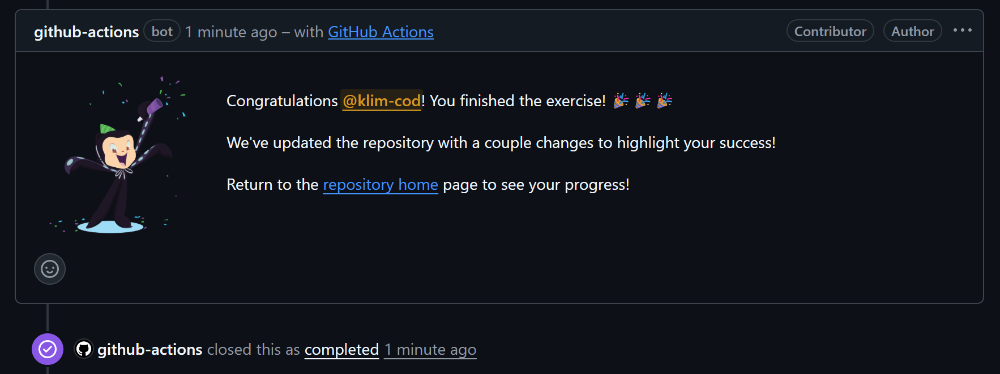 github-actions bot 1 minute ago – with GitHub Actions Contributor Author
Congratulations @klim-cod! You finished the exercise! 🎉 🎉 🎉
We've updated the repository with a couple changes to highlight your success!
Return to the repository home page to see your progress!
github-actions closed this as completed 1 minute ago